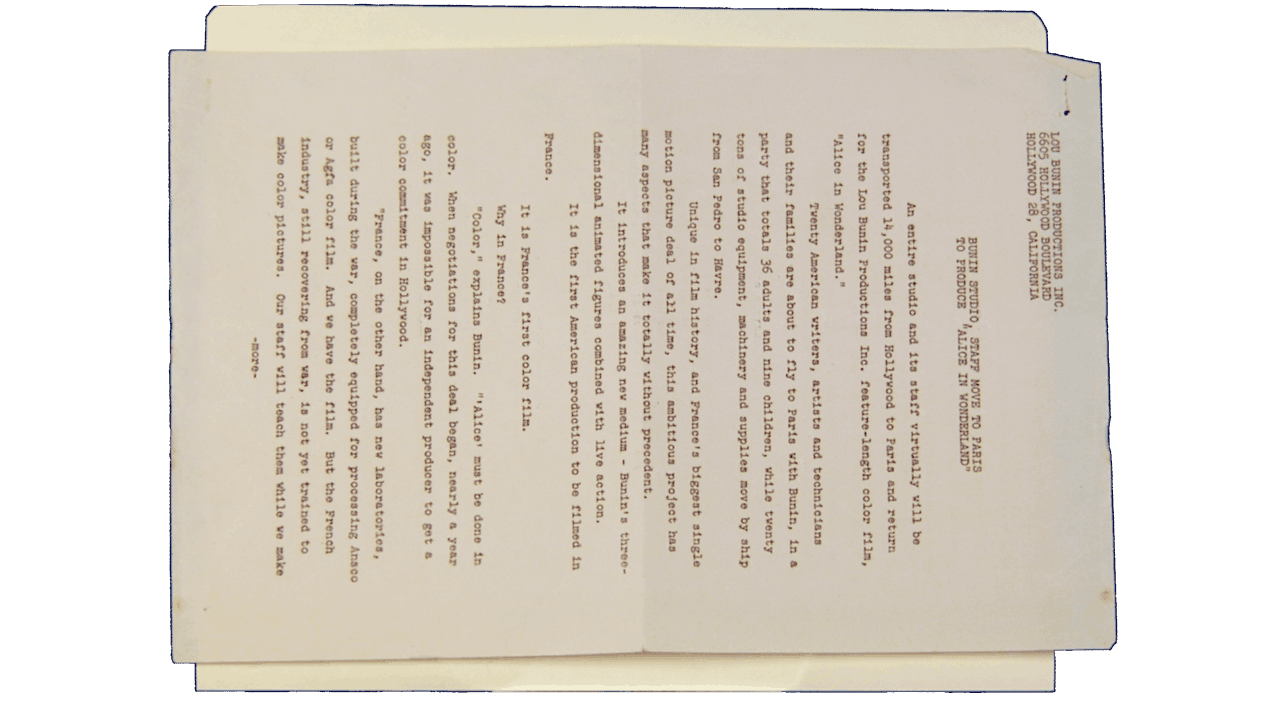 LOU BUNIN PRODUCTIONS INC.
6605 HOLLYWOOD BOULEVARD
HOLLYWOOD 28, CALIFORNIA
BUNIN STUDIO, STAFF MOVE TO PARIS
TO PRODUCE "ALICE IN WONDERLAND"
An entire studio and its staff virtually will be
transported 14,000 miles from Hollywood to Paris and return
for the Lou Bunin Productions Inc. feature-length color film,
"Alice in Wonderland."
Twenty American writers, artists and technicians
and their families are about to fly to Paris with Bunin, in a
party that totals 36 adults and nine children, while twenty
tons of studio equipment, machinery and supplies move by ship
from San Pedro to Havre.
Unique in film history, and France's biggest single
motion picture deal of all time, this ambitious project has
many aspects that make it totally without precedent.
It introduces an amazing new medium - Bunin's three-
dimensional animated figures combined with live action.
It is the first American production to be filmed in
France.
It is France's first color film.
Why in France?
"Color," explains Bunin. "'Alice' must be done in
color. When negotiations for this deal began, nearly a year
ago, it was impossible for an independent producer to get a
color commitment in Hollywood.
"France, on the other hand, has new laboratories,
built during the war, completely equipped for processing Ansco
or Agfa color film. And we have the film. But the French
industry, still recovering from war, is not yet trained to
make color pictures. Our staff will teach them while we make
-more-